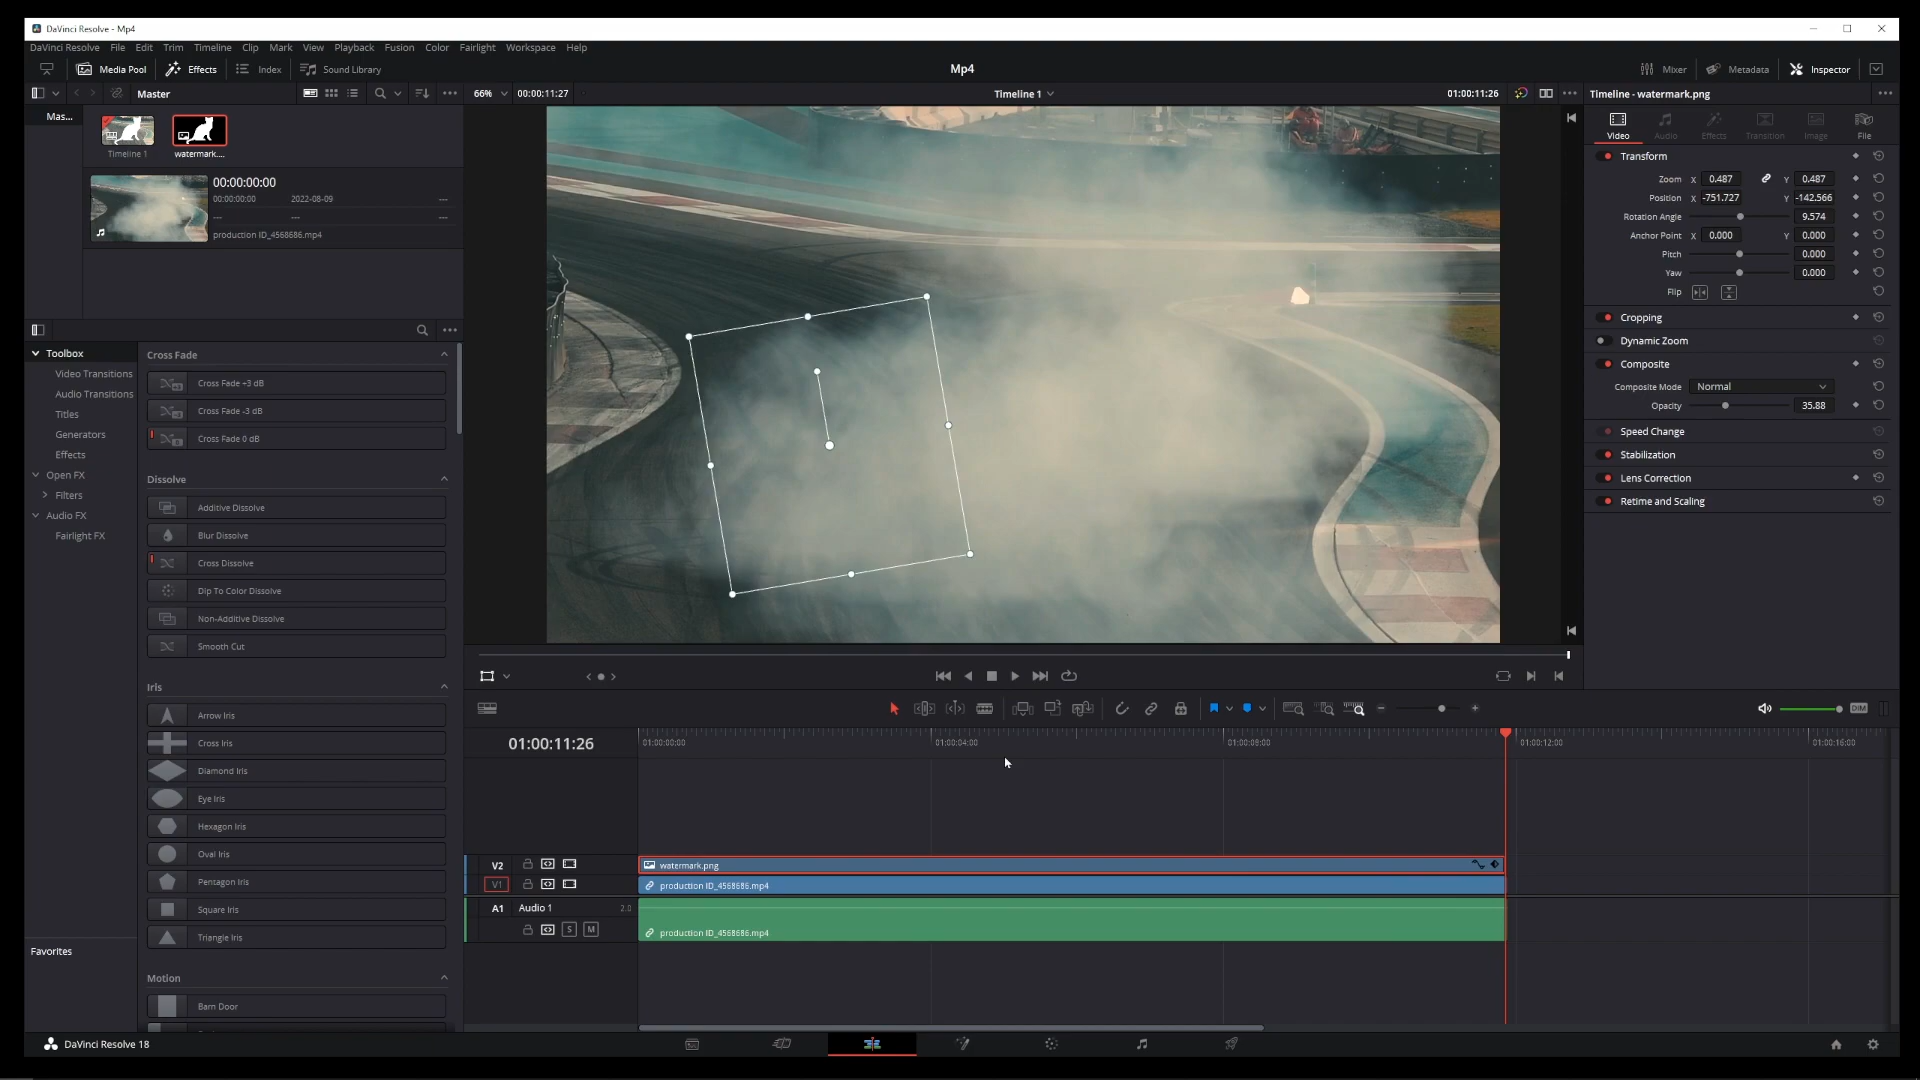 DaVinci Resolve - Mp4
DaVinci Resolve File Edit Trim Timeline Clip Mark View Playback Fusion Color Fairlight Workspace Help
Media Pool Effects Index Sound Library Mp4 Mixer Metadata Inspector
Master 66% 00:00:11:27 Timeline 1 01:00:11:26 Timeline - watermark.png
Mas...
Timeline 1 watermark....
Video Audio Effects Transition Image File
00:00:00:00
00:00:00:00 2022-08-09 ---
--- --- ---
production ID_4568686.mp4
Transform
Zoom X 0.487 Y 0.487
Position X -751.727 Y -142.566
Rotation Angle 9.574
Anchor Point X 0.000 Y 0.000
Pitch 0.000
Yaw 0.000
Flip
Cropping
Dynamic Zoom
Composite
Composite Mode Normal
Opacity 35.88
Speed Change
Stabilization
Lens Correction
Retime and Scaling
Toolbox
Video Transitions
Audio Transitions
Titles
Generators
Effects
Open FX
Filters
Audio FX
Fairlight FX
Favorites
Cross Fade
Cross Fade +3 dB
Cross Fade -3 dB
Cross Fade 0 dB
Dissolve
Additive Dissolve
Blur Dissolve
Cross Dissolve
Dip To Color Dissolve
Non-Additive Dissolve
Smooth Cut
Iris
Arrow Iris
Cross Iris
Diamond Iris
Eye Iris
Hexagon Iris
Oval Iris
Pentagon Iris
Square Iris
Triangle Iris
Motion
Barn Door
DIM
01:00:11:26 01:00:00:00 01:00:04:00 01:00:08:00 01:00:12:00 01:00:16:00
V2 watermark.png
V1 production ID_4568686.mp4
A1 Audio 1 2.0
S M production ID_4568686.mp4
DaVinci Resolve 18